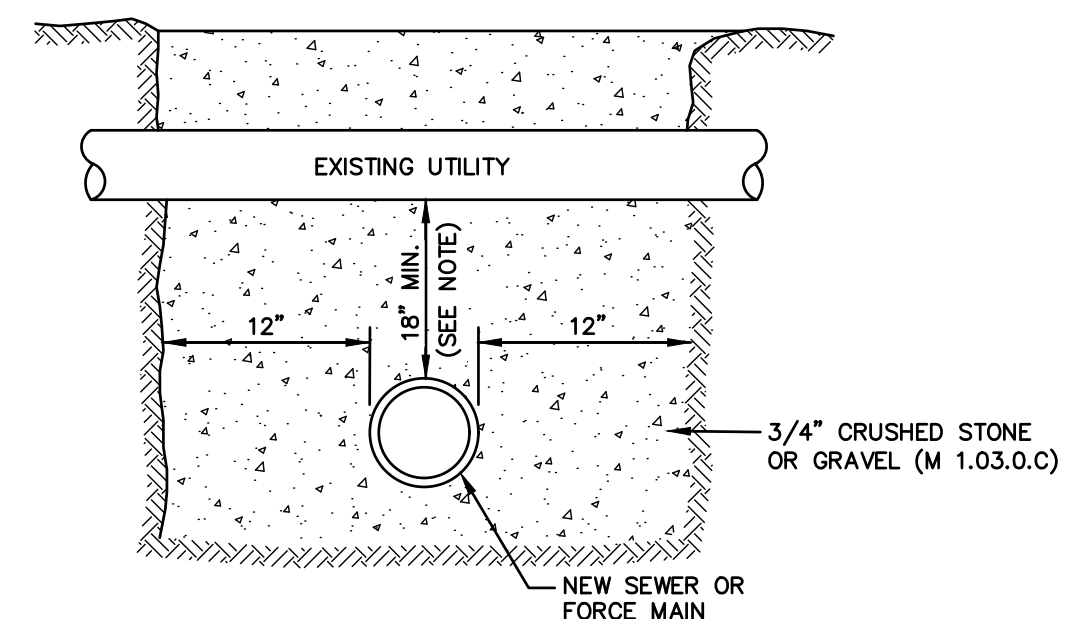 EXISTING UTILITY
18" MIN.
(SEE NOTE)
12"
12"
3/4" CRUSHED STONE
OR GRAVEL (M 1.03.0.C)
NEW SEWER OR
FORCE MAIN